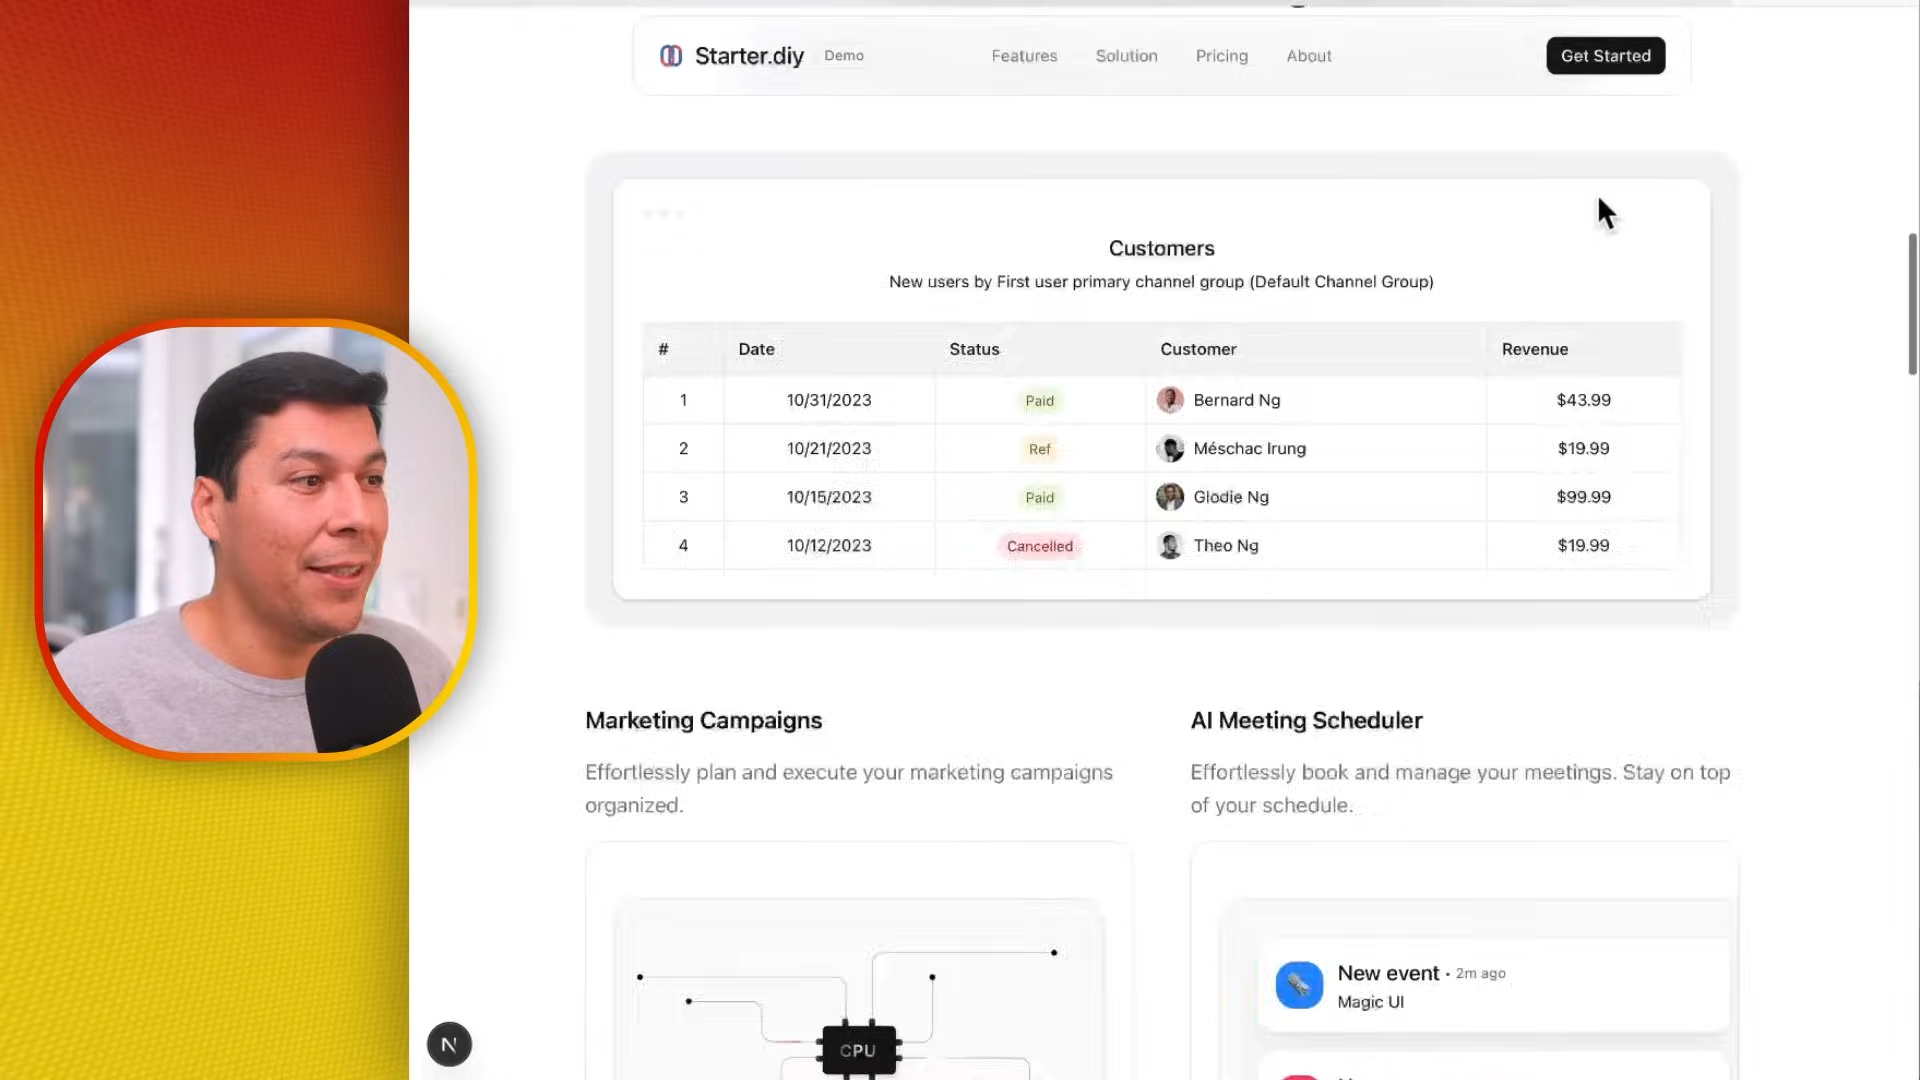 Starter.diy Demo Features Solution Pricing About Get Started
Customers
New users by First user primary channel group (Default Channel Group)
# Date Status Customer Revenue
1 10/31/2023 Paid Bernard Ng $43.99
2 10/21/2023 Ref Méschac Irung $19.99
3 10/15/2023 Paid Glodie Ng $99.99
4 10/12/2023 Cancelled Theo Ng $19.99
Marketing Campaigns
Effortlessly plan and execute your marketing campaigns
organized.
AI Meeting Scheduler
Effortlessly book and manage your meetings. Stay on top
of your schedule.
CPU
New event · 2m ago
Magic UI
N